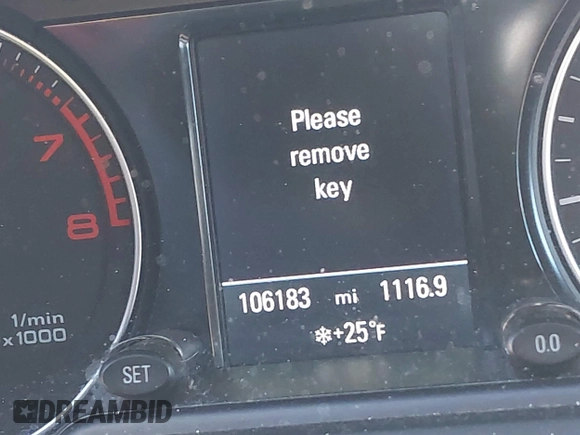 Please
remove
key
106183 mi 1116.9
❄+25°F
7
8
1/min
x1000
SET
0.0
DREAMBID